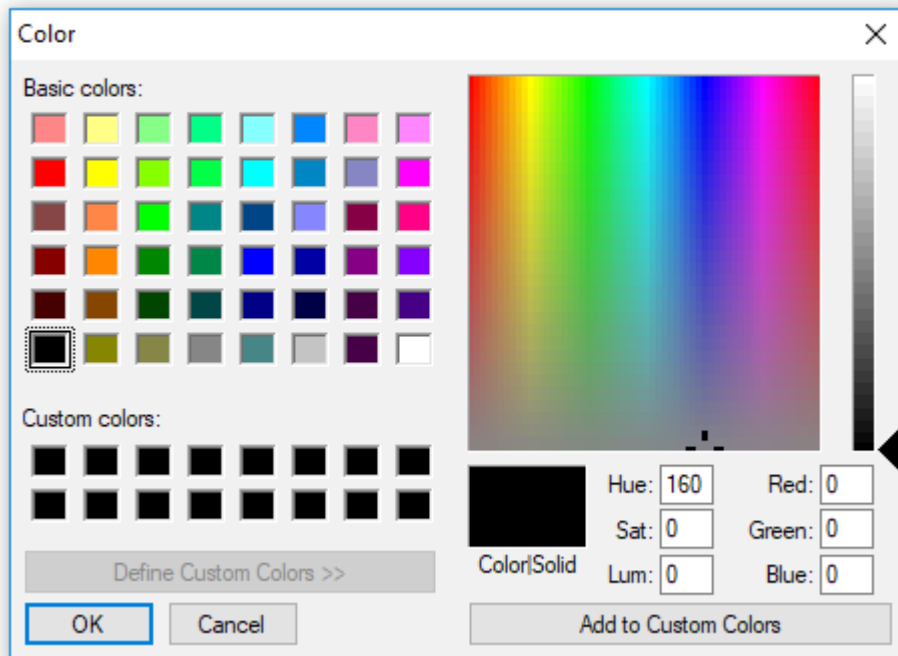 Color
Basic colors:
Custom colors:
Define Custom Colors >>
OK
Cancel
Color|Solid
Hue: 160
Sat: 0
Lum: 0
Red: 0
Green: 0
Blue: 0
Add to Custom Colors